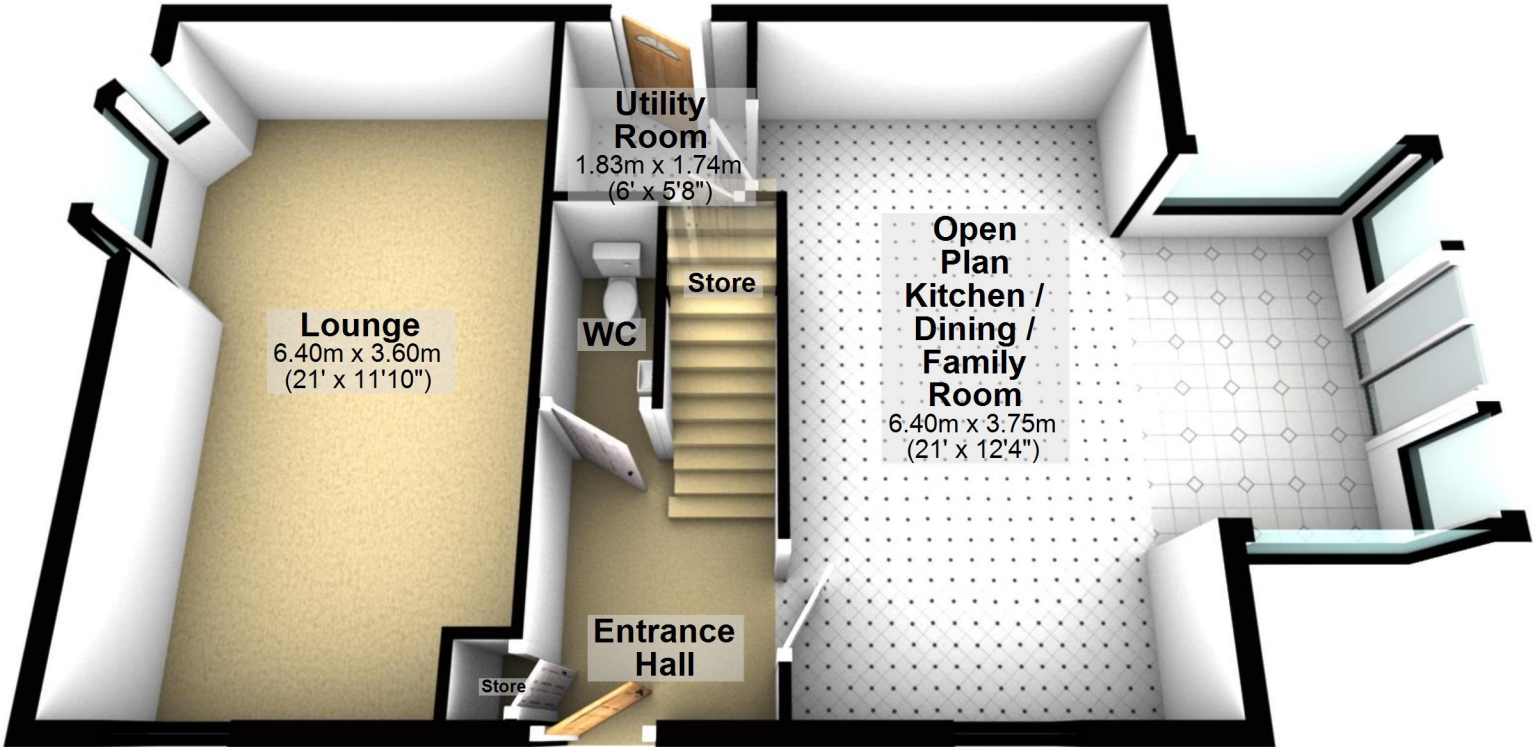 Utility
Room
1.83m x 1.74m
(6' x 5'8")
Open
Plan
Kitchen /
Dining /
Family
Room
6.40m x 3.75m
(21' x 12'4")
Store
WC
Lounge
6.40m x 3.60m
(21' x 11'10")
Entrance
Hall
Store